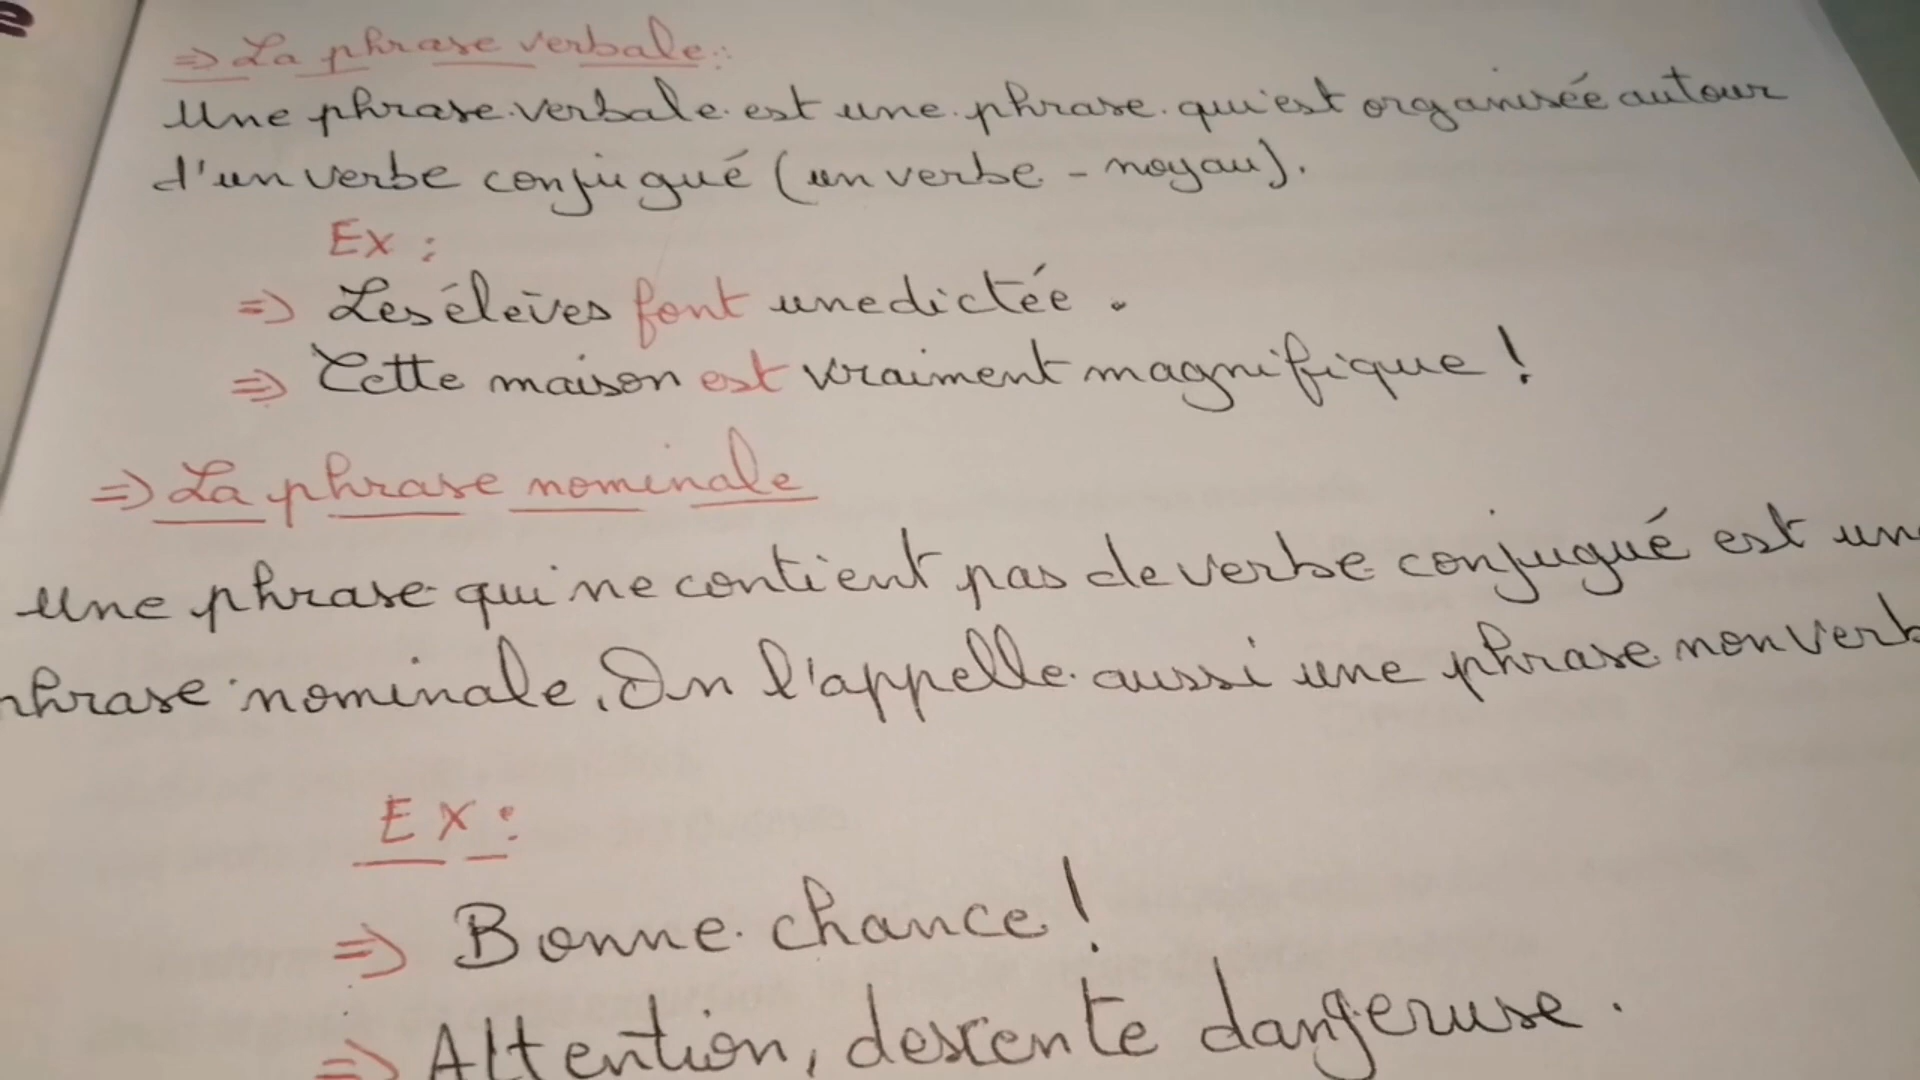 => La phrase verbale :
Une phrase verbale est une phrase qui est organisée autour
d'un verbe conjugué (un verbe - noyau).
Ex :
=> Les élèves font une dictée.
=> Cette maison est vraiment magnifique !
=> La phrase nominale
Une phrase qui ne contient pas de verbe conjugué est un
phrase nominale. On l'appelle aussi une phrase non verb
Ex :
=> Bonne chance !
=> Attention, descente dangeruse.